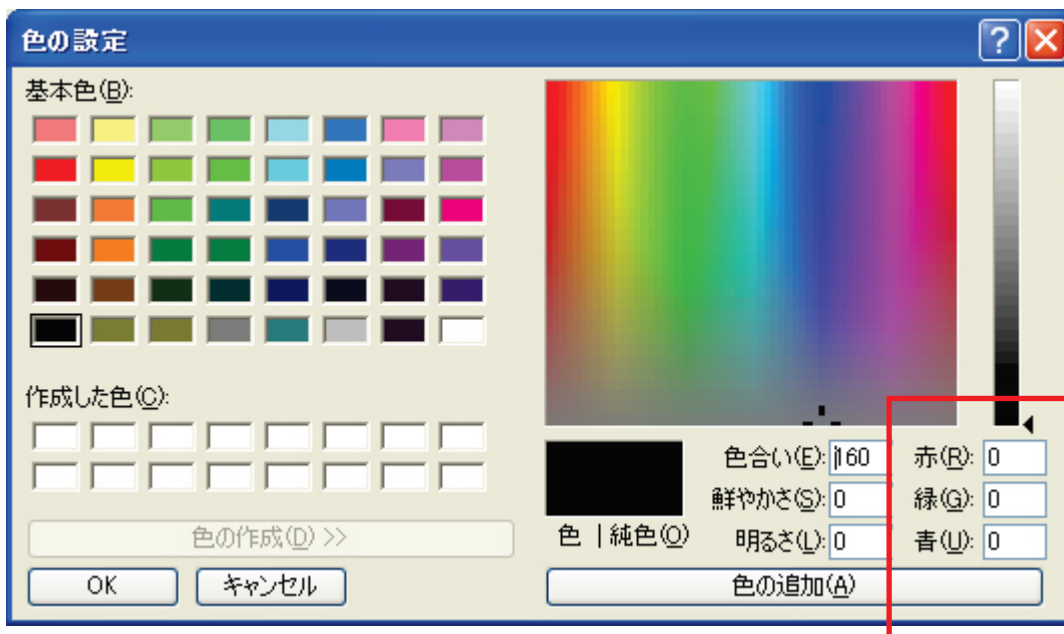 色の設定
基本色(B):
作成した色(C):
色の作成(D) >>
OK キャンセル
色 | 純色(O)
色合い(E): 160 赤(R): 0
鮮やかさ(S): 0 緑(G): 0
明るさ(L): 0 青(U): 0
色の追加(A)